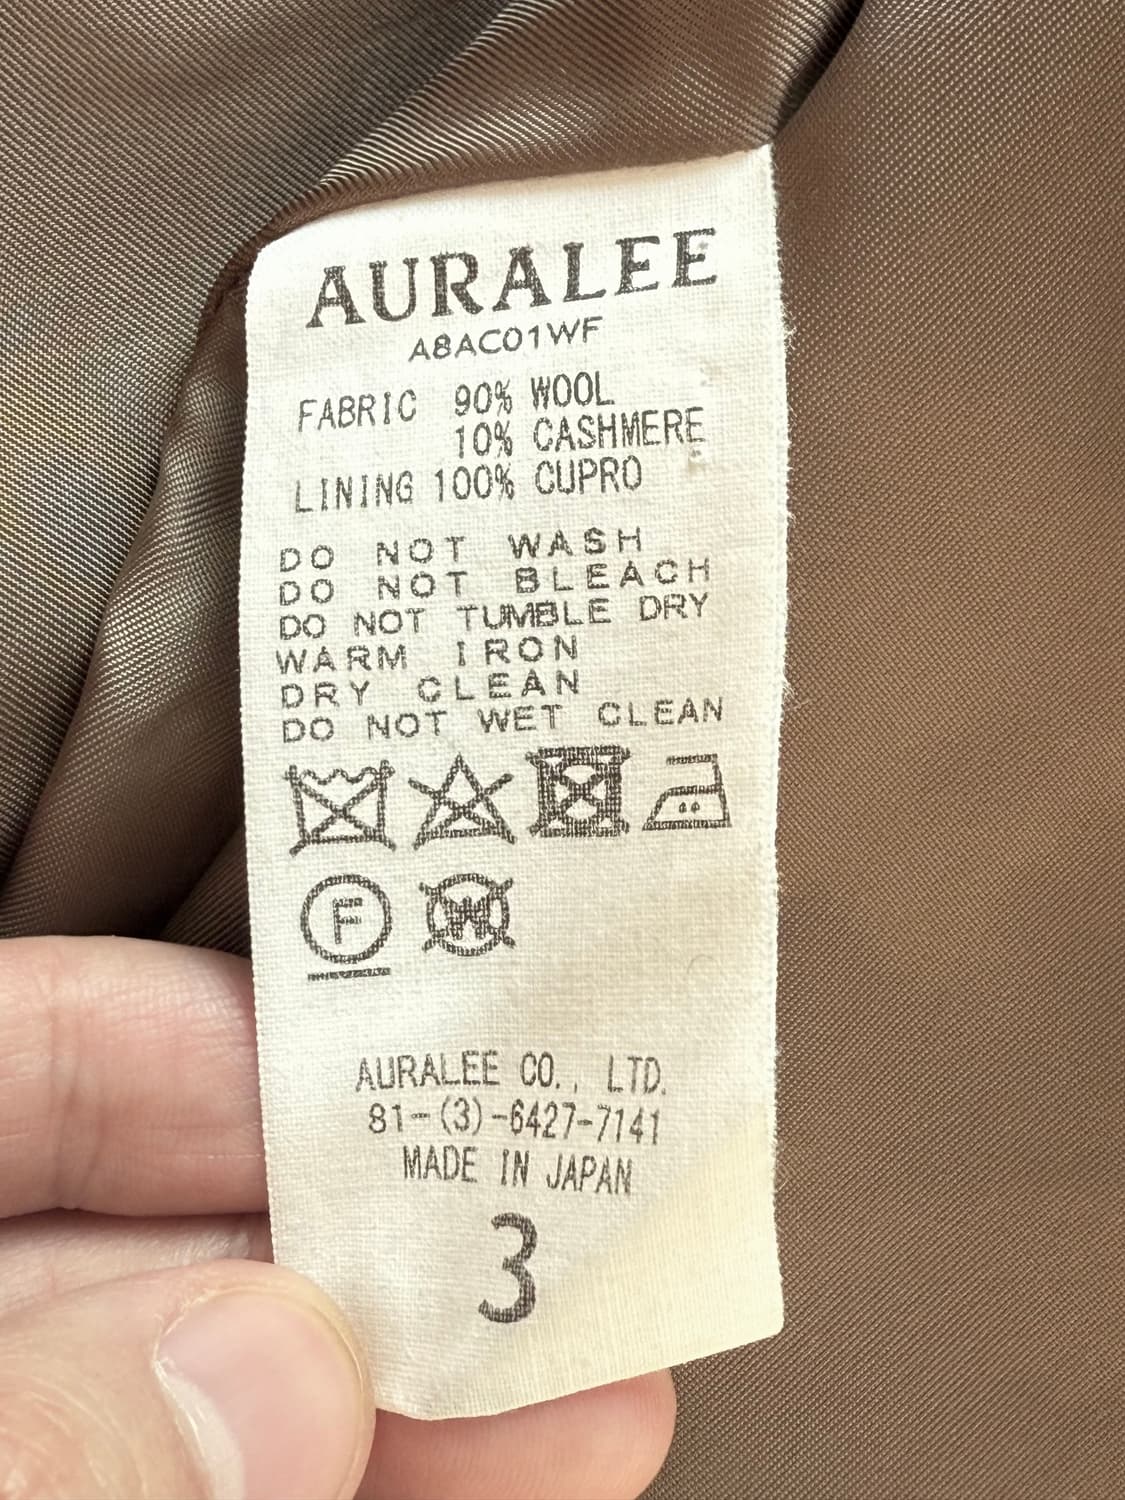 AURALEE
A8AC01WF
FABRIC 90% WOOL
10% CASHMERE
LINING 100% CUPRO
DO NOT WASH
DO NOT BLEACH
DO NOT TUMBLE DRY
WARM IRON
DRY CLEAN
DO NOT WET CLEAN
F W
AURALEE CO., LTD.
81-(3)-6427-7141
MADE IN JAPAN
3